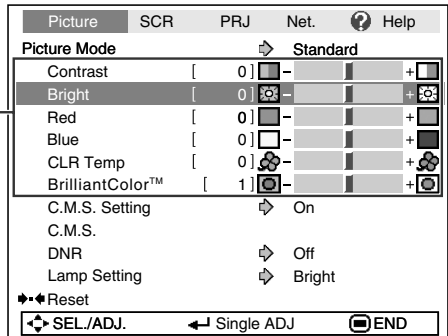 Picture SCR PRJ Net. Help
Picture Mode Standard
Contrast [ 0 ] - +
Bright [ 0 ] - +
Red [ 0 ] - +
Blue [ 0 ] - +
CLR Temp [ 0 ] - +
BrilliantColor™ [ 1 ] - +
C.M.S. Setting On
C.M.S.
DNR Off
Lamp Setting Bright
Reset
SEL./ADJ. Single ADJ END